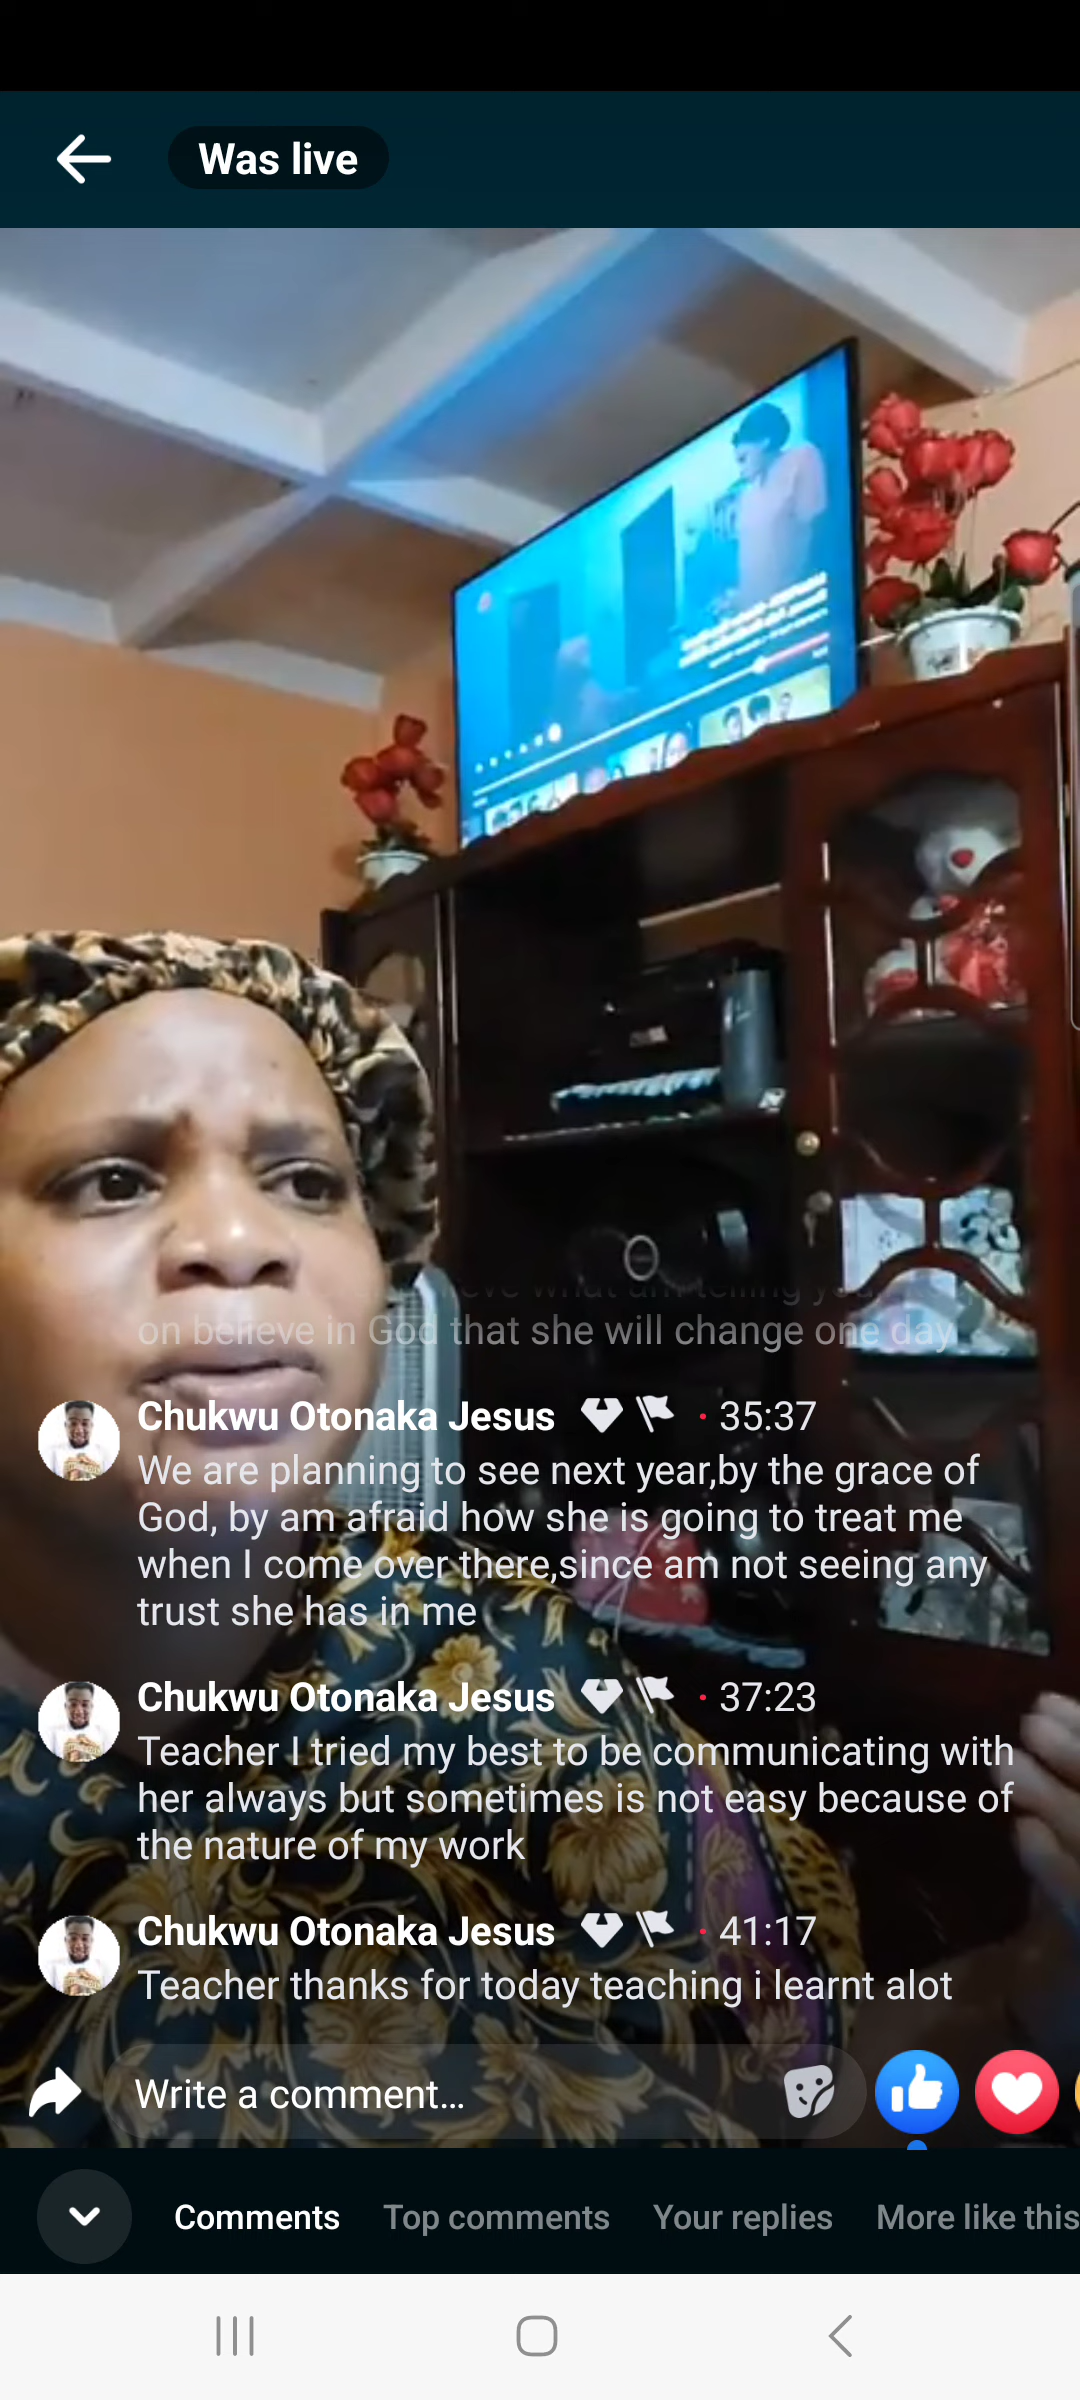 Was live
what am telling
on believe in God that she will change one day
Chukwu Otonaka Jesus · 35:37
We are planning to see next year,by the grace of
God, by am afraid how she is going to treat me
when I come over there,since am not seeing any
trust she has in me
Chukwu Otonaka Jesus · 37:23
Teacher I tried my best to be communicating with
her always but sometimes is not easy because of
the nature of my work
Chukwu Otonaka Jesus · 41:17
Teacher thanks for today teaching i learnt alot
Write a comment...
Comments Top comments Your replies More like this